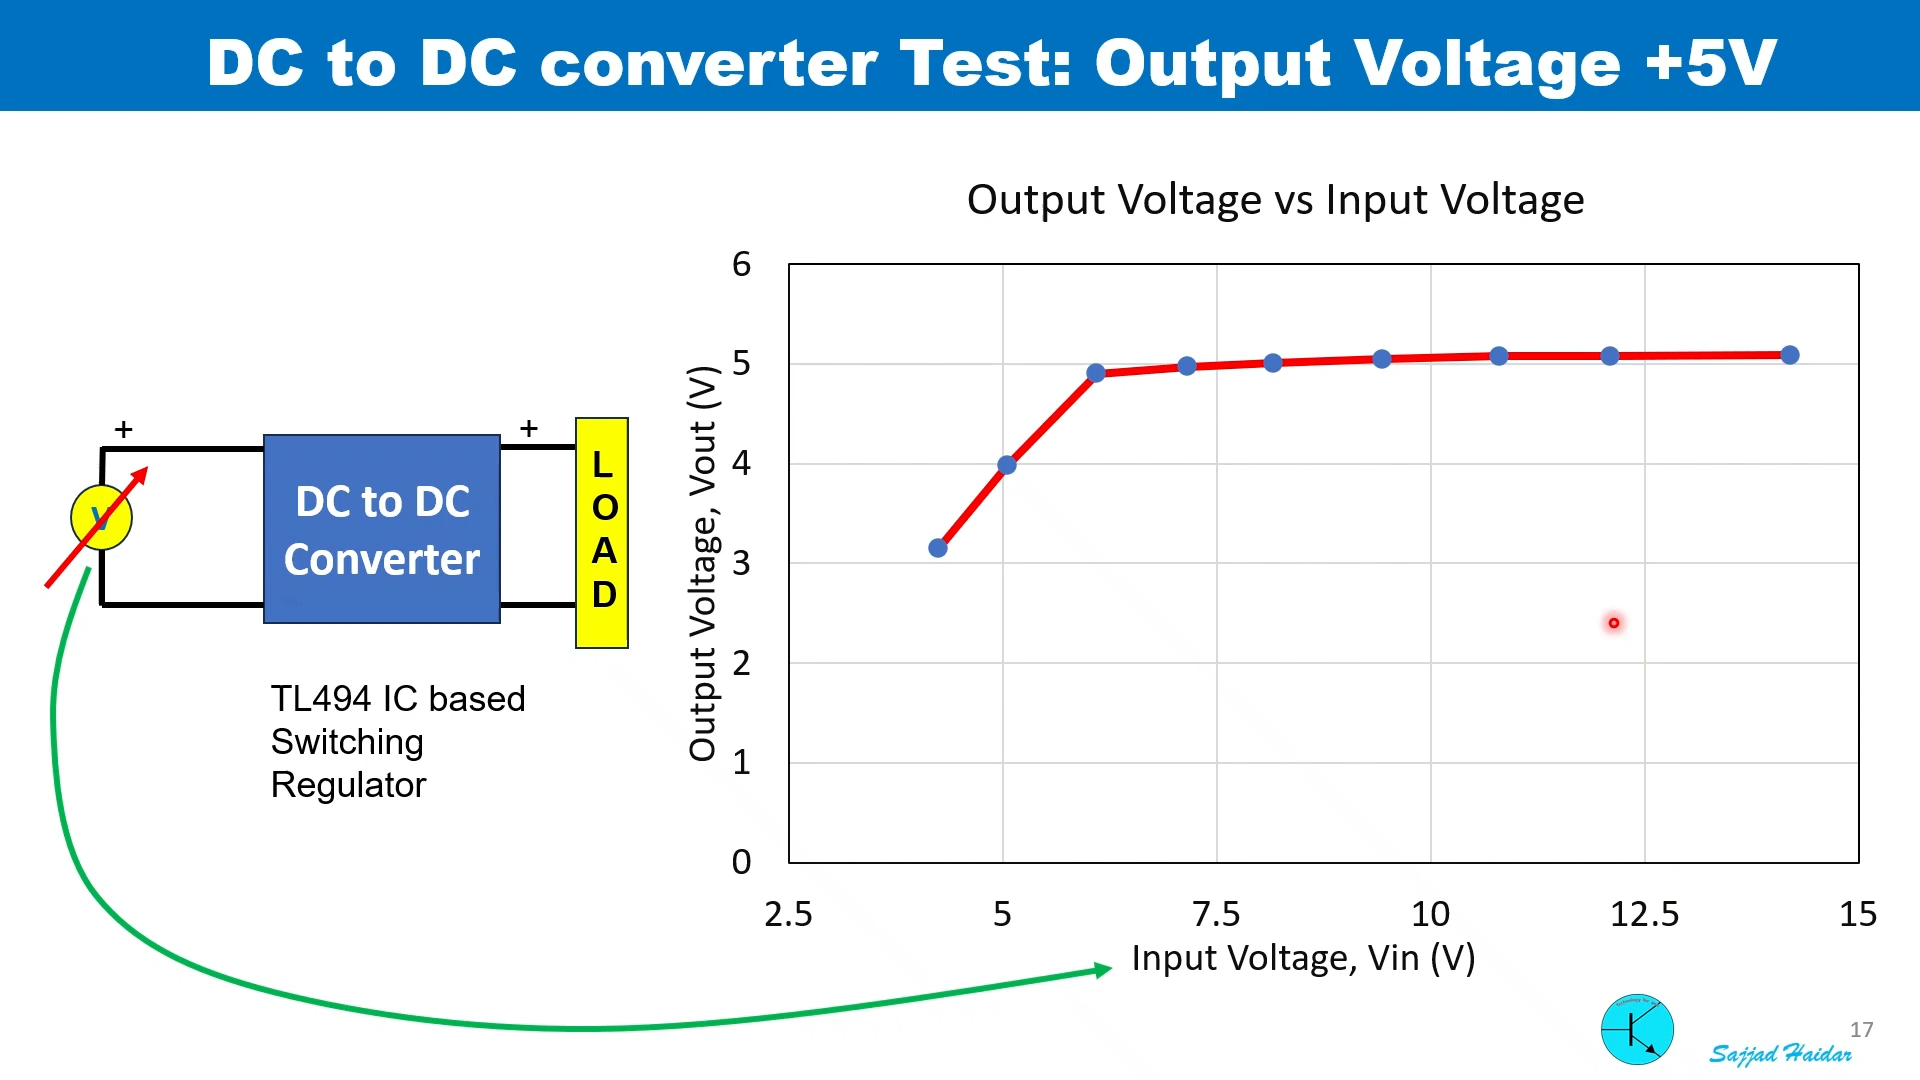 DC to DC converter Test: Output Voltage +5V
Output Voltage vs Input Voltage
6
5
4
3
2
1
0
Output Voltage, Vout (V)
2.5 5 7.5 10 12.5 15
Input Voltage, Vin (V)
+
+
V
DC to DC
Converter
L
O
A
D
TL494 IC based
Switching
Regulator
17
Sajjad Haidar